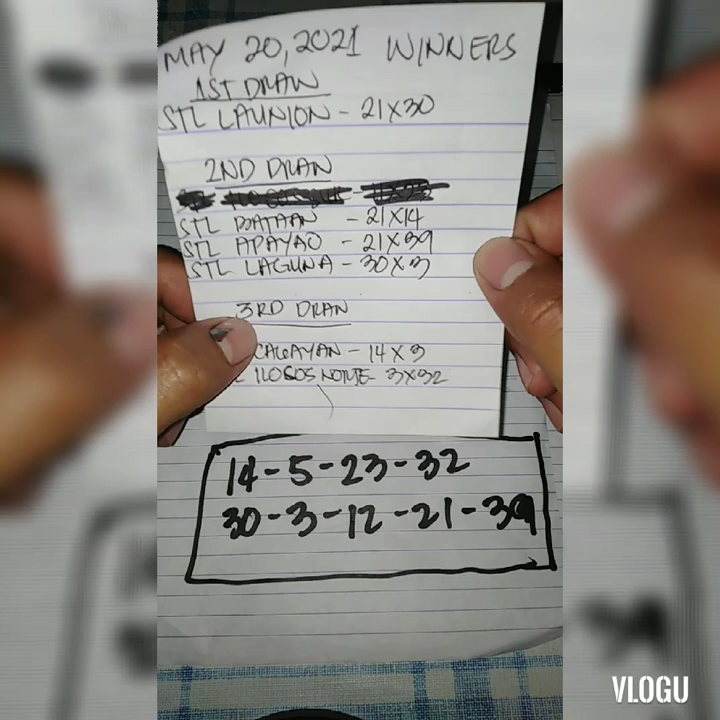 MAY 20, 2021 WINNERS
1ST DRAW
STL LAUNION - 21X30
2ND DRAW
STL BATAAN - 21X14
STL APAYAO - 21X39
STL LAGUNA - 30X3
3RD DRAW
CAGAYAN - 14X3
ILOCOS NORTE - 3X32
14-5-23-32
30-3-12-21-39
VLOGU